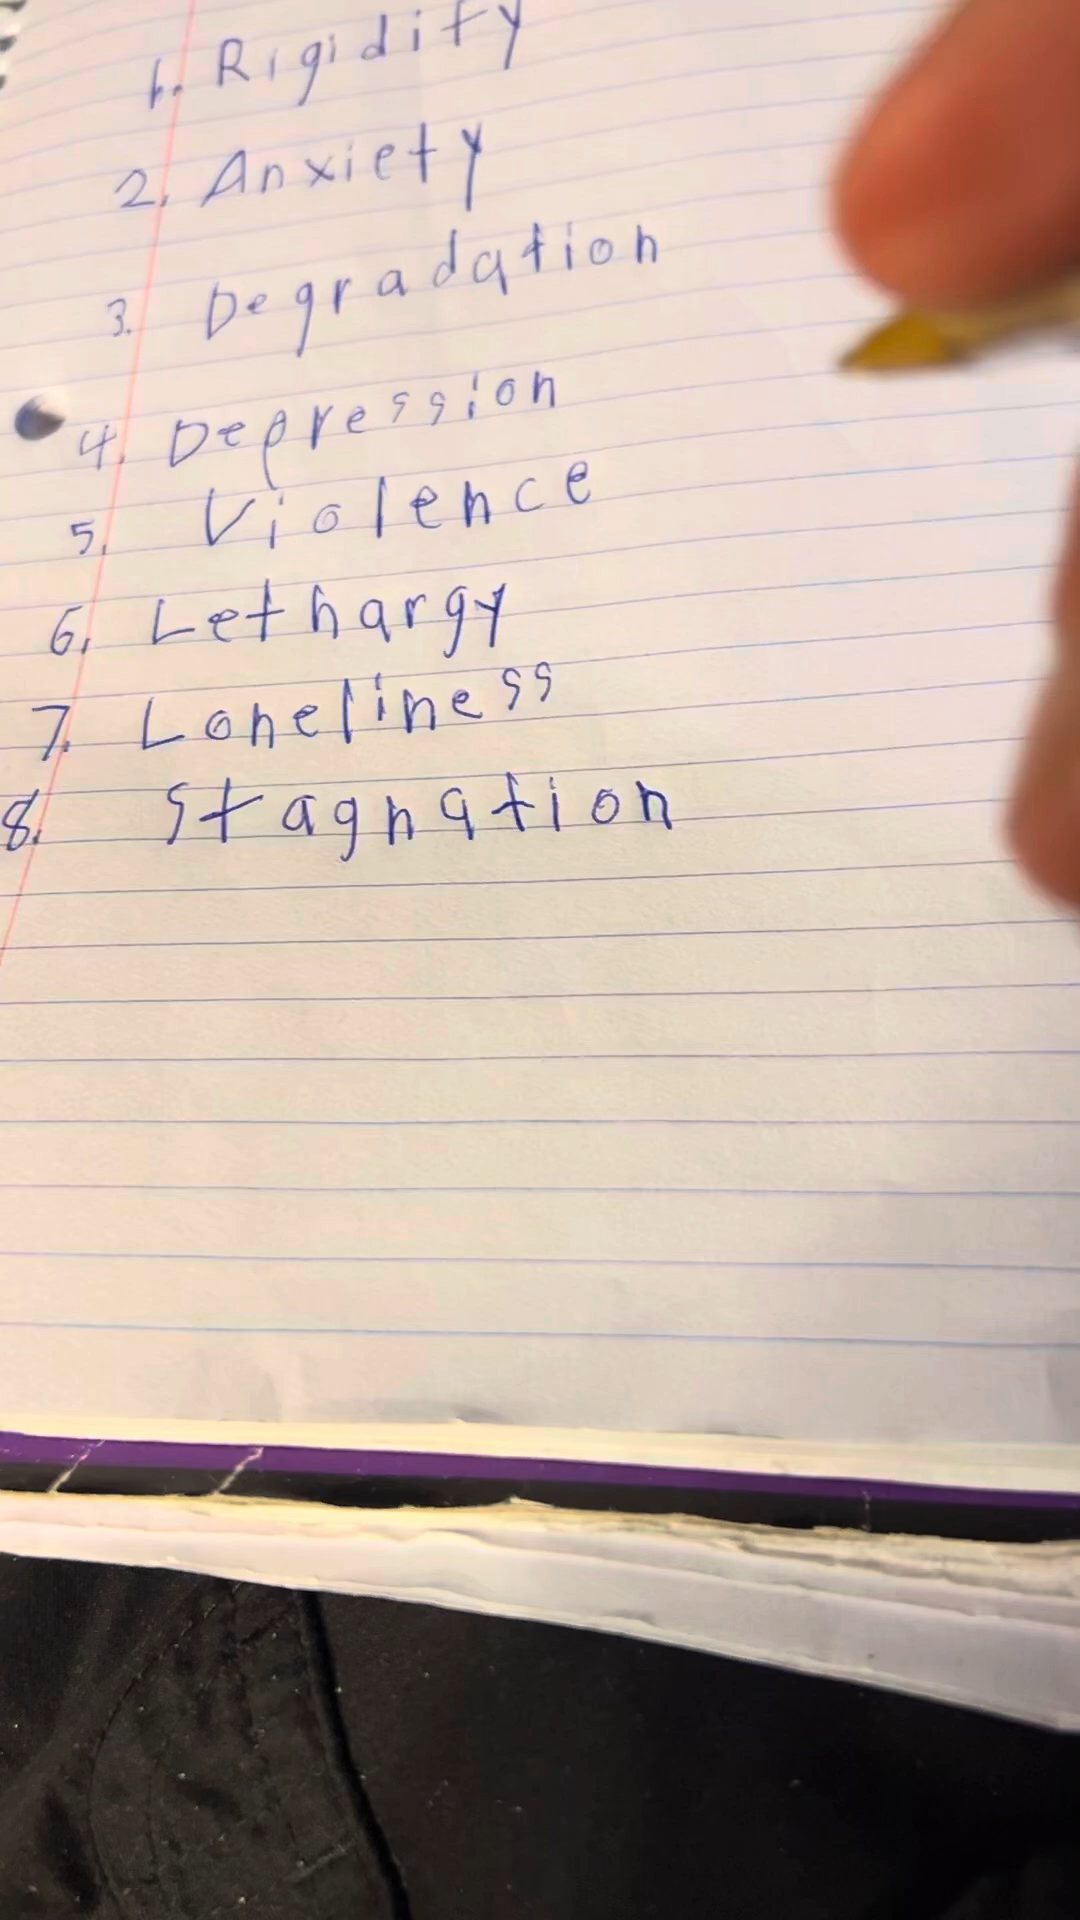 1. Rigidity
2. Anxiety
3. Degradation
4. Depression
5. Violence
6. Lethargy
7. Loneliness
8. Stagnation